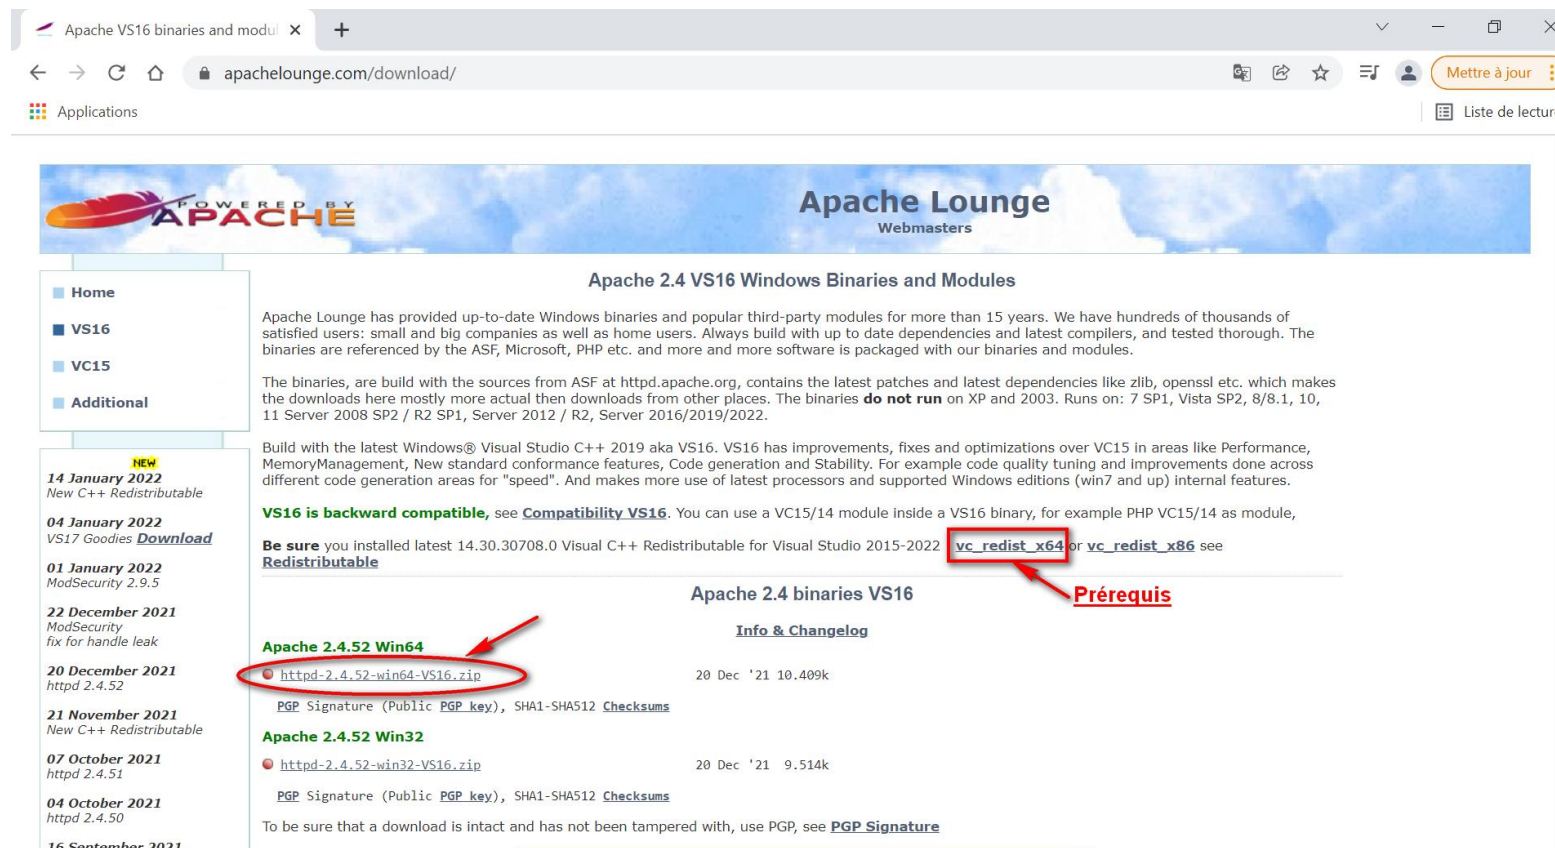 Apache VS16 binaries and modul
apachelounge.com/download/
Mettre à jour
Applications
Liste de lecture
POWERED BY
APACHE
Apache Lounge
Webmasters
Home
VS16
VC15
Additional
NEW
14 January 2022
New C++ Redistributable
04 January 2022
VS17 Goodies Download
01 January 2022
ModSecurity 2.9.5
22 December 2021
ModSecurity
fix for handle leak
20 December 2021
httpd 2.4.52
21 November 2021
New C++ Redistributable
07 October 2021
httpd 2.4.51
04 October 2021
httpd 2.4.50
16 September 2021
Apache 2.4 VS16 Windows Binaries and Modules
Apache Lounge has provided up-to-date Windows binaries and popular third-party modules for more than 15 years. We have hundreds of thousands of
satisfied users: small and big companies as well as home users. Always build with up to date dependencies and latest compilers, and tested thorough. The
binaries are referenced by the ASF, Microsoft, PHP etc. and more and more software is packaged with our binaries and modules.
The binaries, are build with the sources from ASF at httpd.apache.org, contains the latest patches and latest dependencies like zlib, openssl etc. which makes
the downloads here mostly more actual then downloads from other places. The binaries do not run on XP and 2003. Runs on: 7 SP1, Vista SP2, 8/8.1, 10,
11 Server 2008 SP2 / R2 SP1, Server 2012 / R2, Server 2016/2019/2022.
Build with the latest Windows® Visual Studio C++ 2019 aka VS16. VS16 has improvements, fixes and optimizations over VC15 in areas like Performance,
MemoryManagement, New standard conformance features, Code generation and Stability. For example code quality tuning and improvements done across
different code generation areas for "speed". And makes more use of latest processors and supported Windows editions (win7 and up) internal features.
VS16 is backward compatible, see Compatibility VS16. You can use a VC15/14 module inside a VS16 binary, for example PHP VC15/14 as module,
Be sure you installed latest 14.30.30708.0 Visual C++ Redistributable for Visual Studio 2015-2022 vc_redist_x64 or vc_redist_x86 see
Redistributable
Prérequis
Apache 2.4 binaries VS16
Info & Changelog
Apache 2.4.52 Win64
httpd-2.4.52-win64-VS16.zip 20 Dec '21 10.409k
PGP Signature (Public PGP key), SHA1-SHA512 Checksums
Apache 2.4.52 Win32
httpd-2.4.52-win32-VS16.zip 20 Dec '21 9.514k
PGP Signature (Public PGP key), SHA1-SHA512 Checksums
To be sure that a download is intact and has not been tampered with, use PGP, see PGP Signature